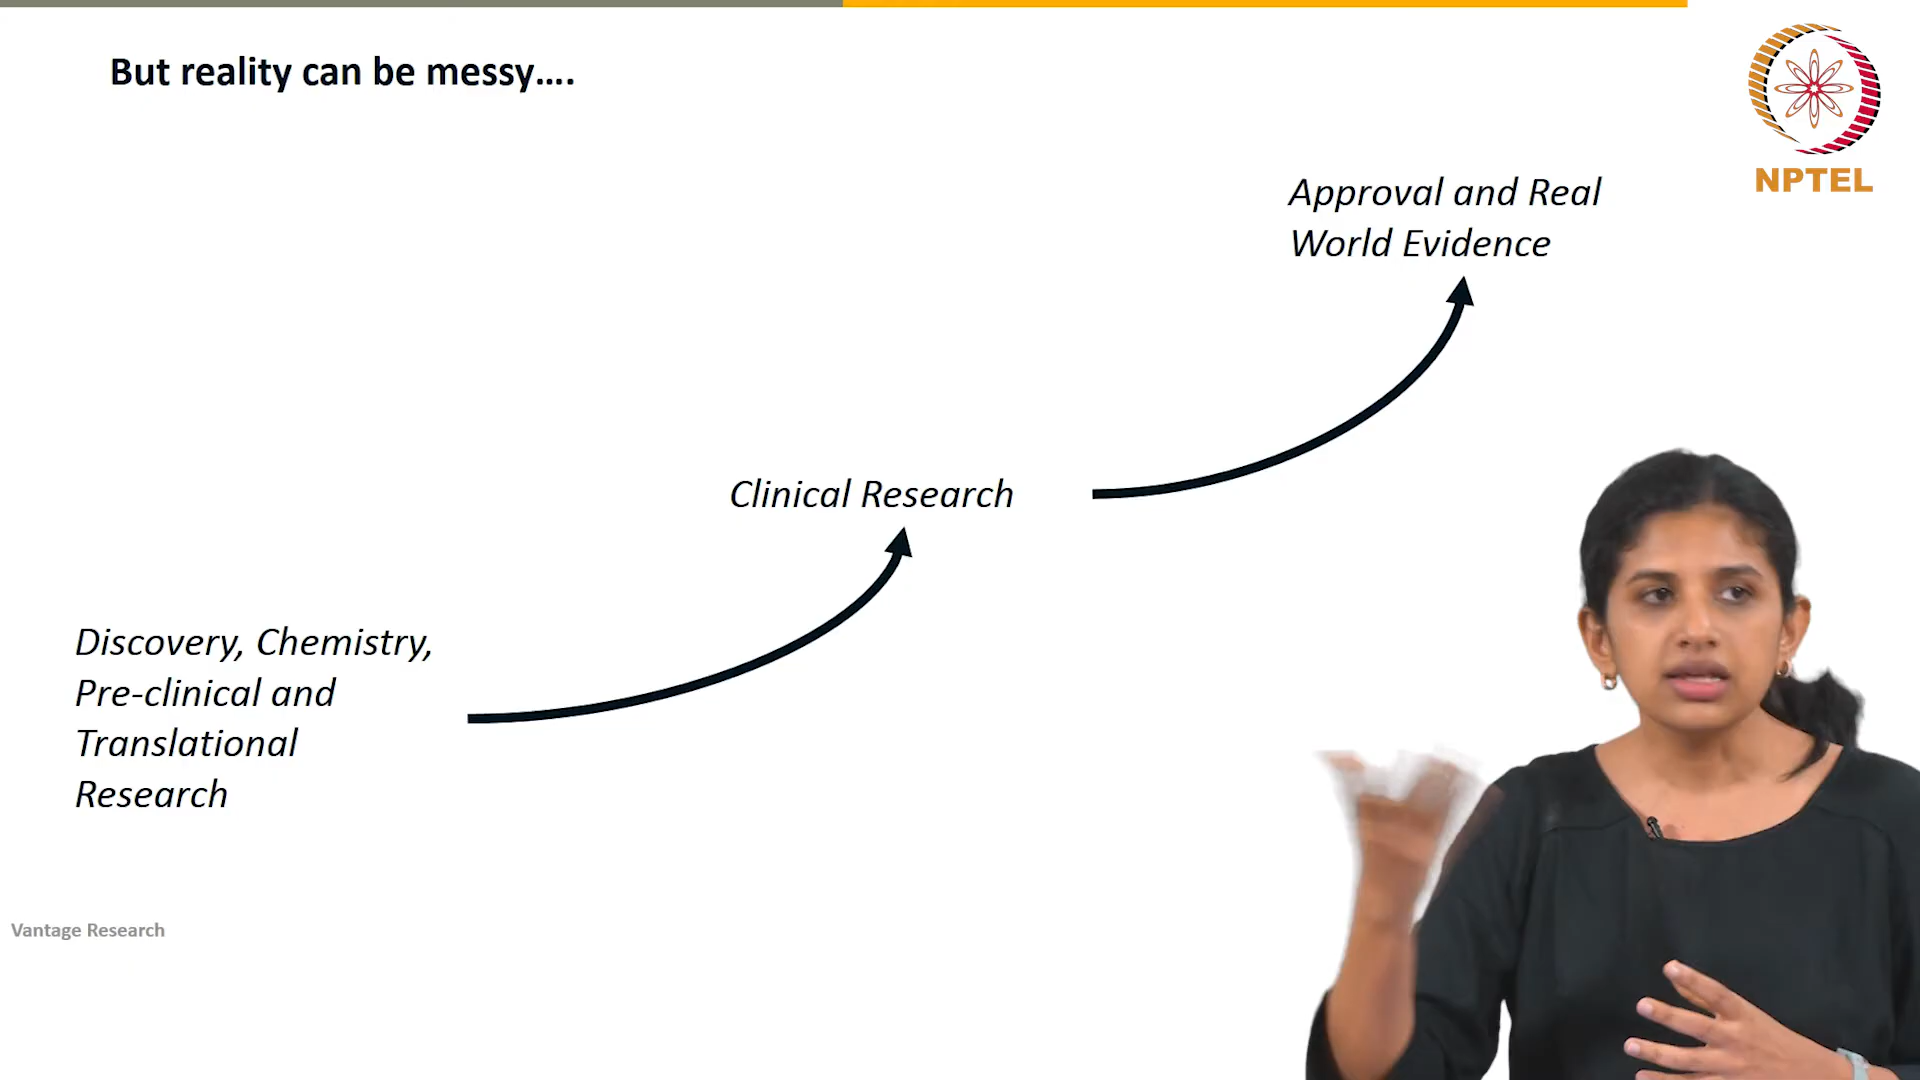 But reality can be messy....
NPTEL
Approval and Real
World Evidence
Clinical Research
Discovery, Chemistry,
Pre-clinical and
Translational
Research
Vantage Research